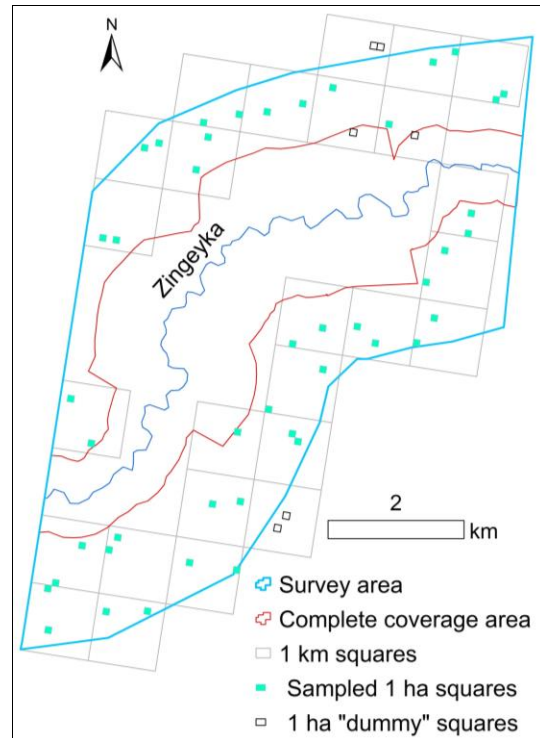 N
Zingeyka
2
km
Survey area
Complete coverage area
1 km squares
Sampled 1 ha squares
1 ha "dummy" squares